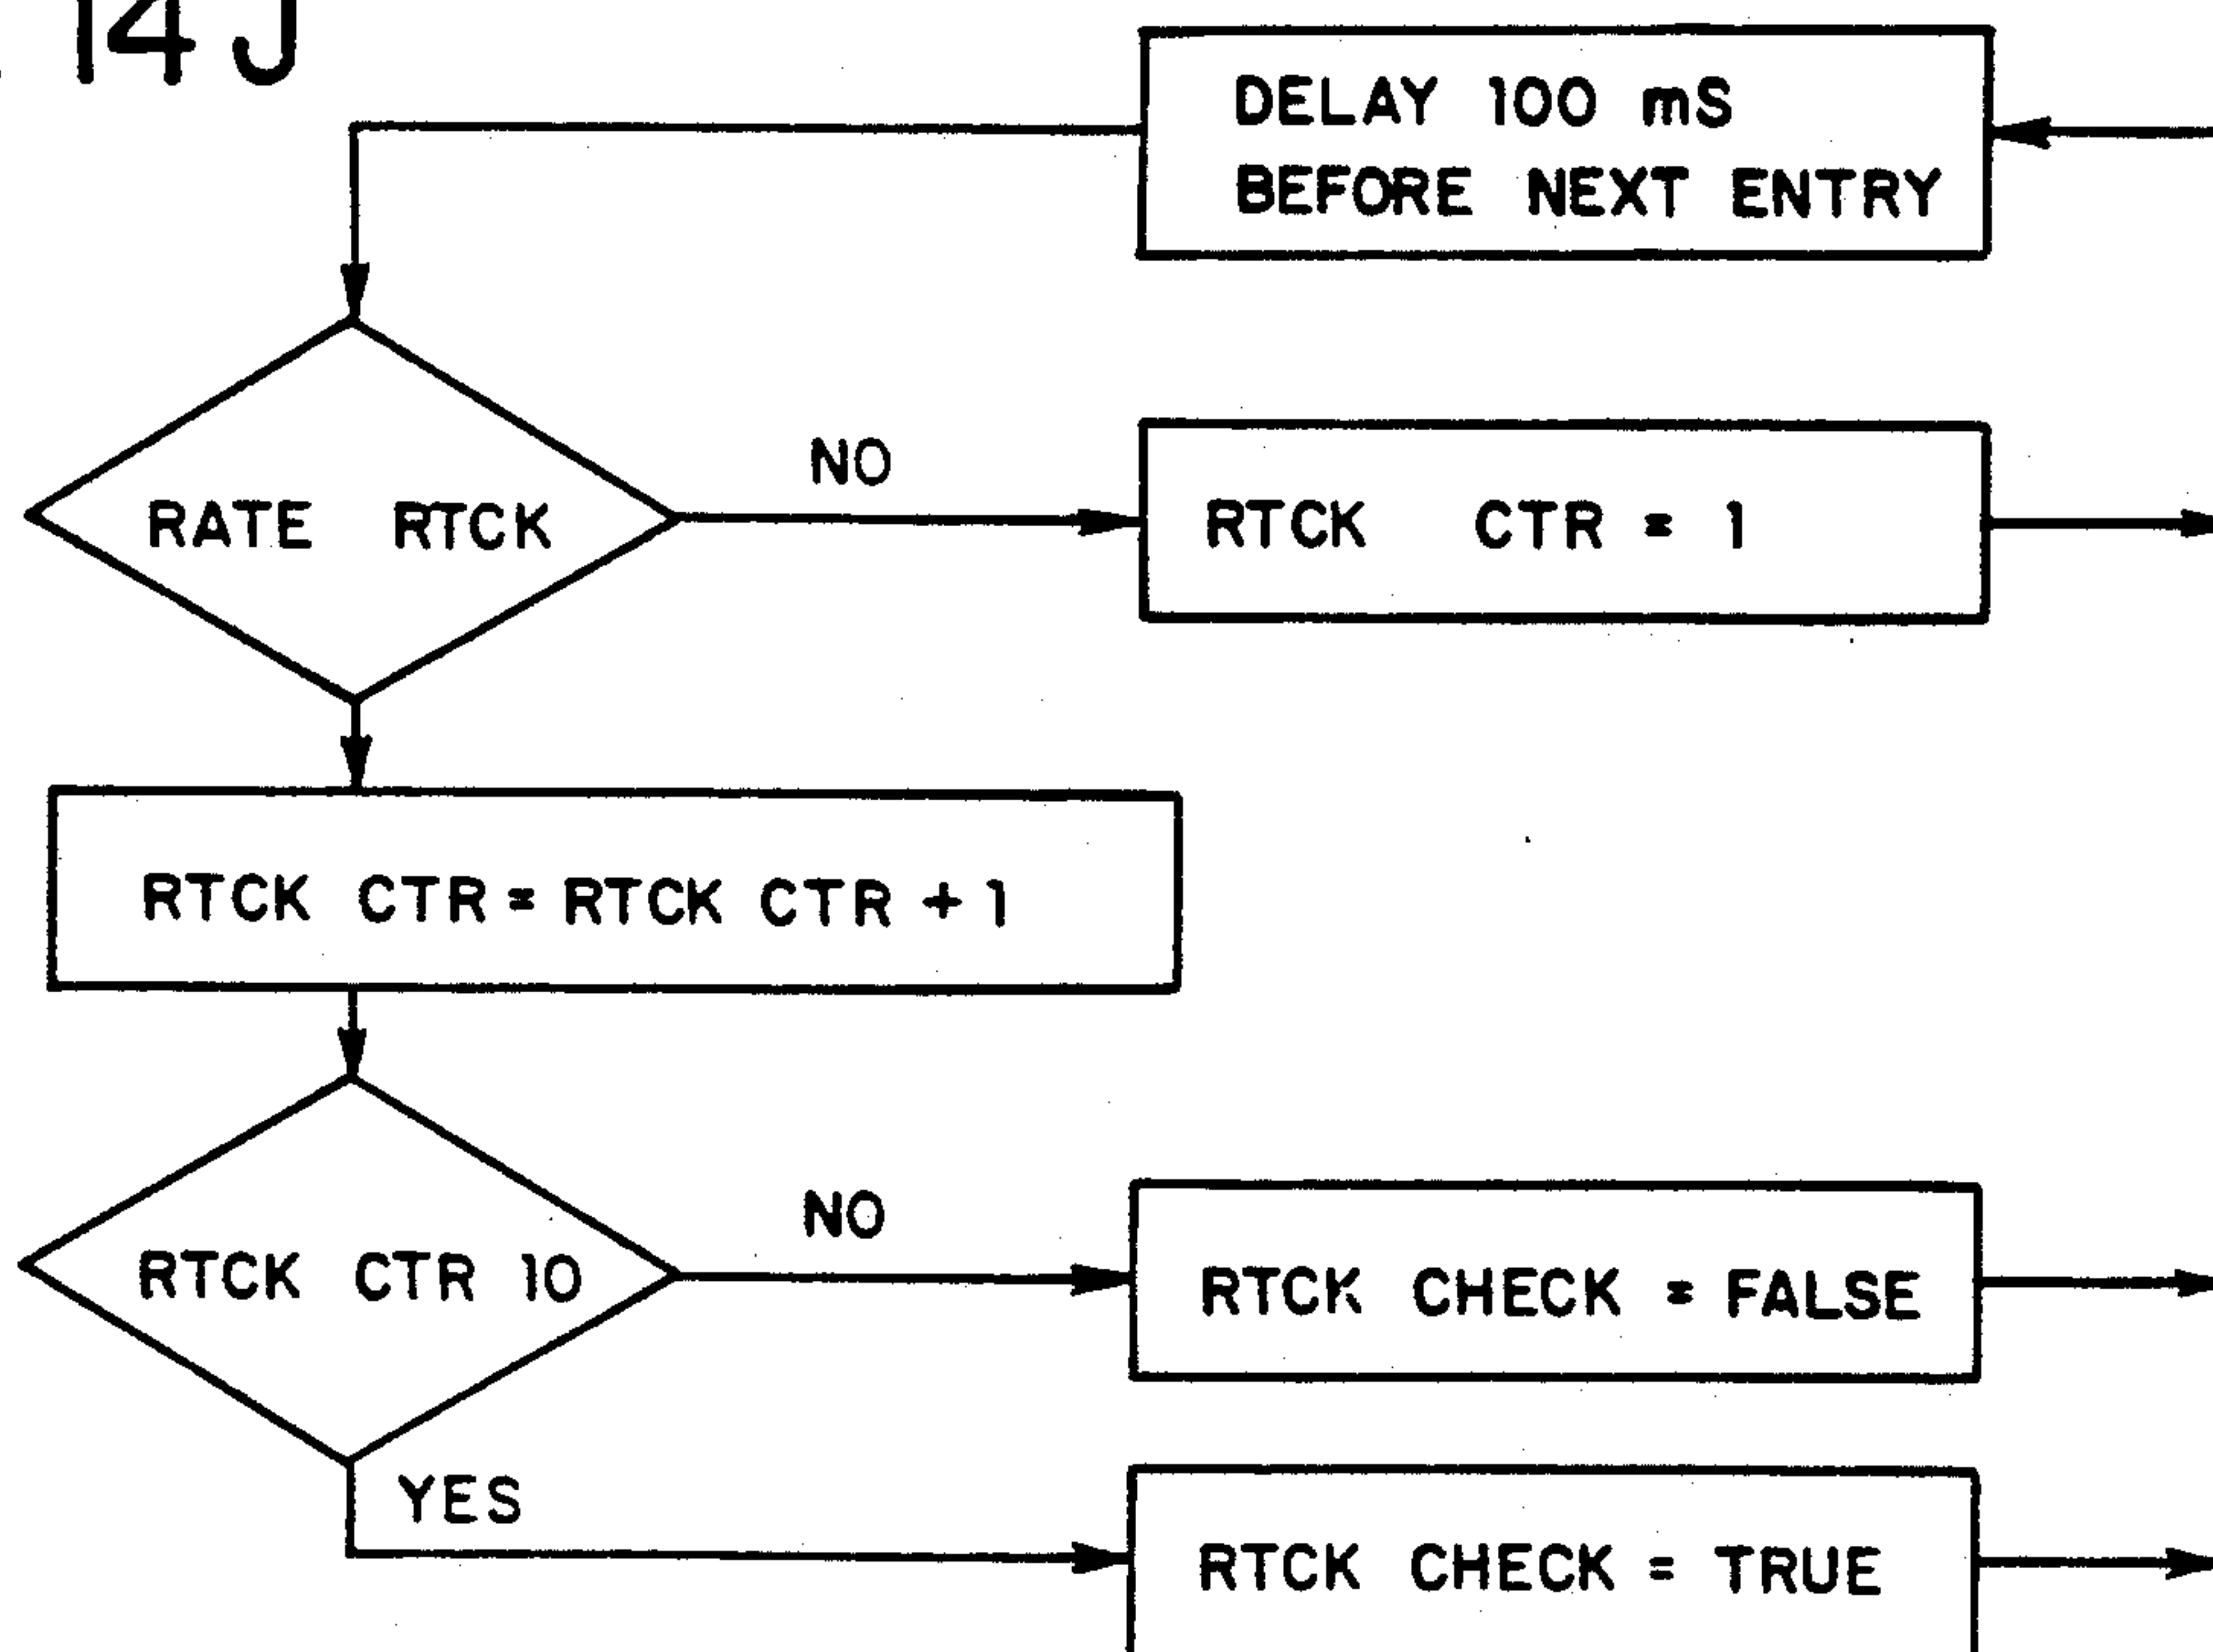 14J
DELAY 100 mS
BEFORE NEXT ENTRY
RATE RTCK
NO
RTCK CTR = 1
RTCK CTR = RTCK CTR + 1
RTCK CTR 10
NO
RTCK CHECK = FALSE
YES
RTCK CHECK = TRUE